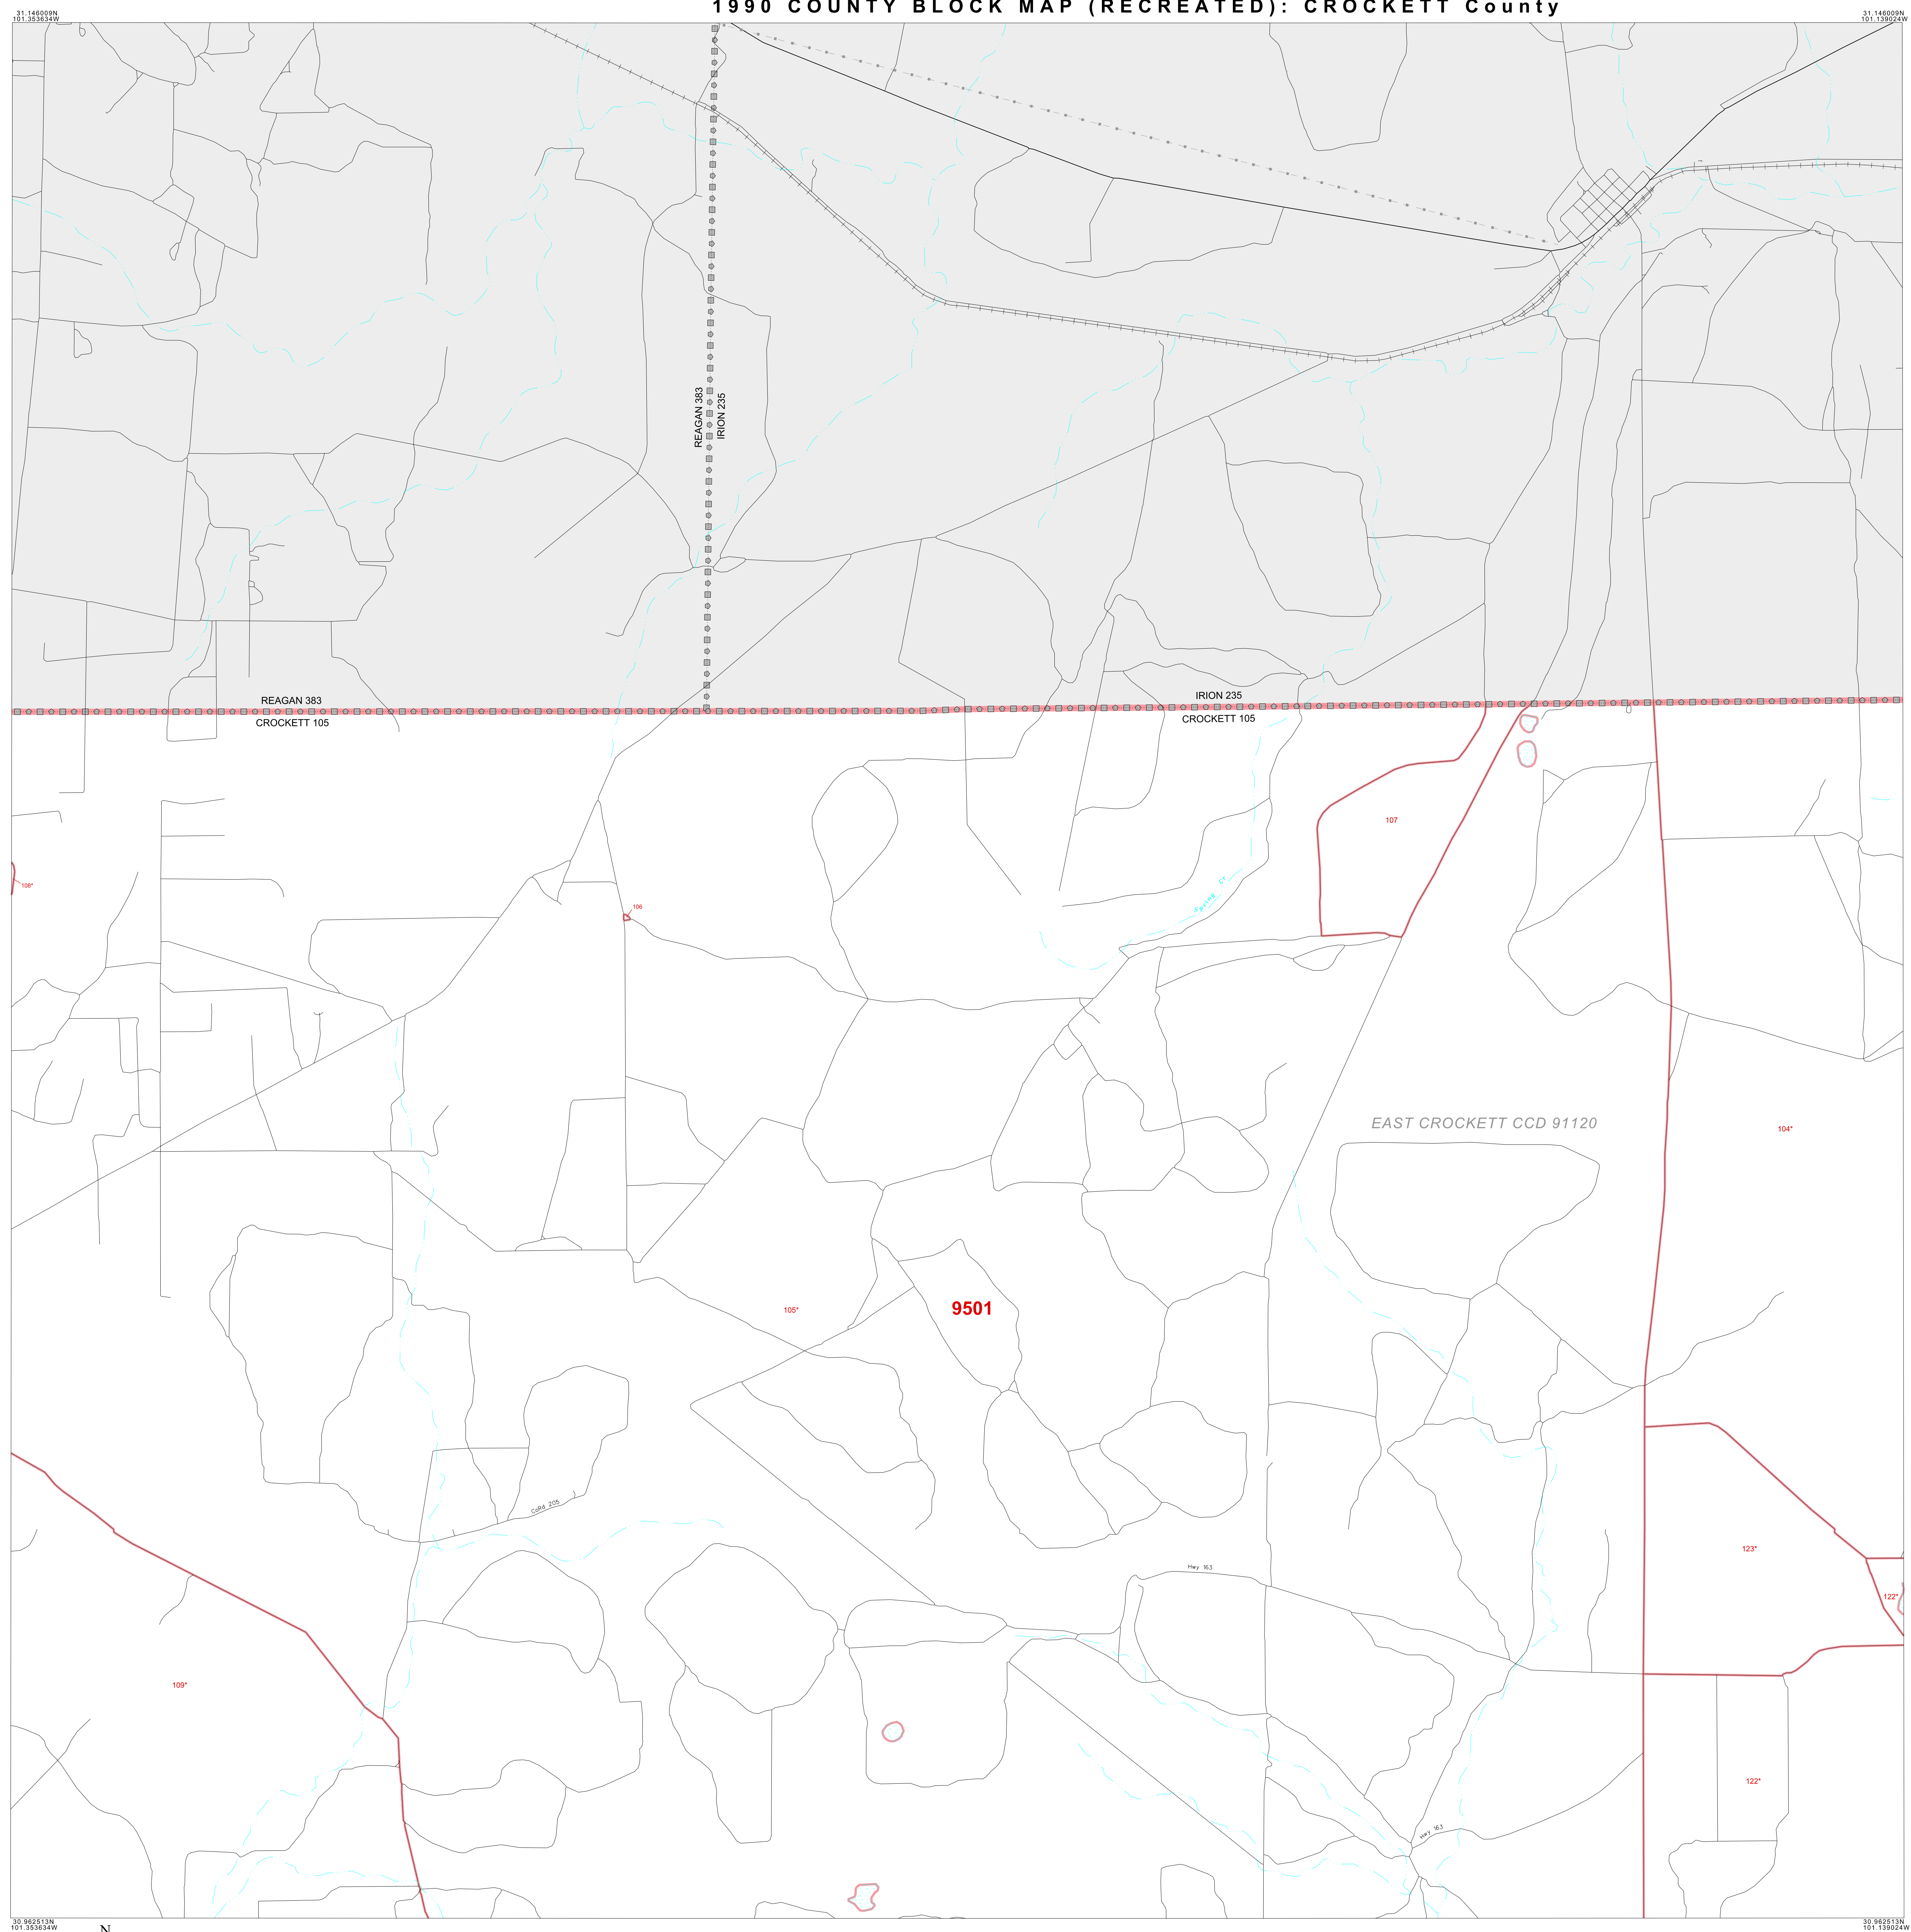 1990 COUNTY BLOCK MAP (RECREATED): CROCKETT County
31.146009N
101.353634W
31.146009N
101.139024W
REAGAN 383
IRION 235
REAGAN 383
CROCKETT 105
IRION 235
CROCKETT 105
107
108*
106
Spring Cr
EAST CROCKETT CCD 91120
104*
105*
9501
CoRd 205
Hwy 163
123*
122*
109*
122*
Hwy 163
30.962513N
101.353634W
N
30.962513N
101.139024W